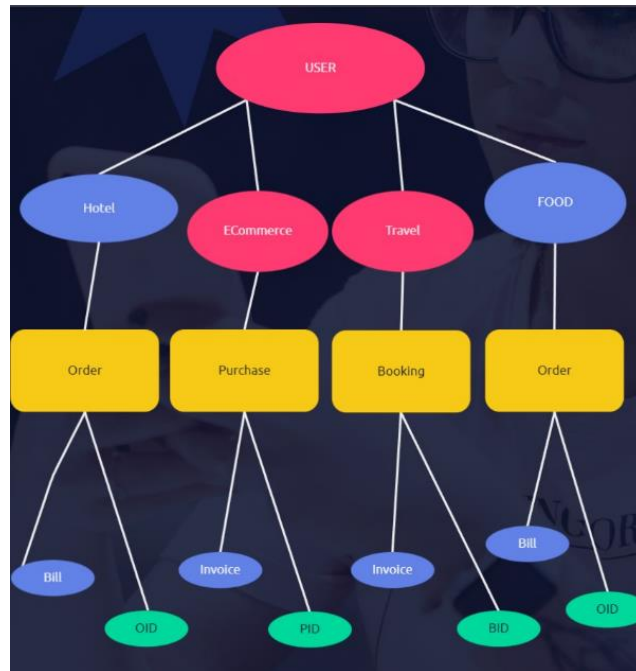 USER
Hotel
ECommerce
Travel
FOOD
Order
Purchase
Booking
Order
Bill
OID
Invoice
PID
Invoice
BID
Bill
OID